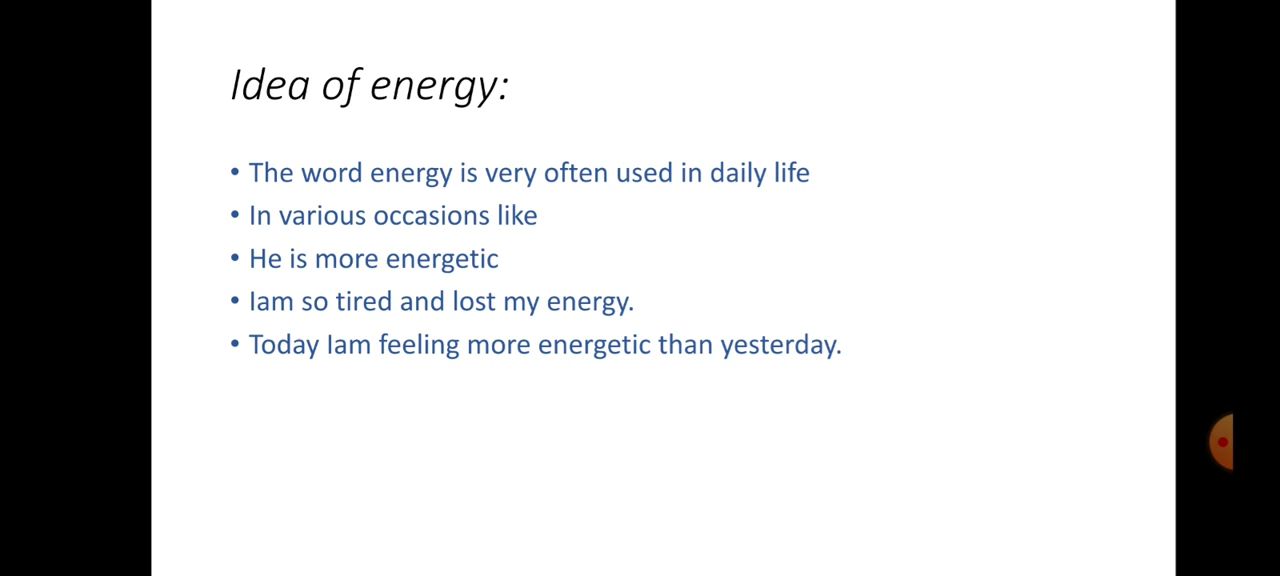 Idea of energy:
• The word energy is very often used in daily life
• In various occasions like
• He is more energetic
• Iam so tired and lost my energy.
• Today Iam feeling more energetic than yesterday.